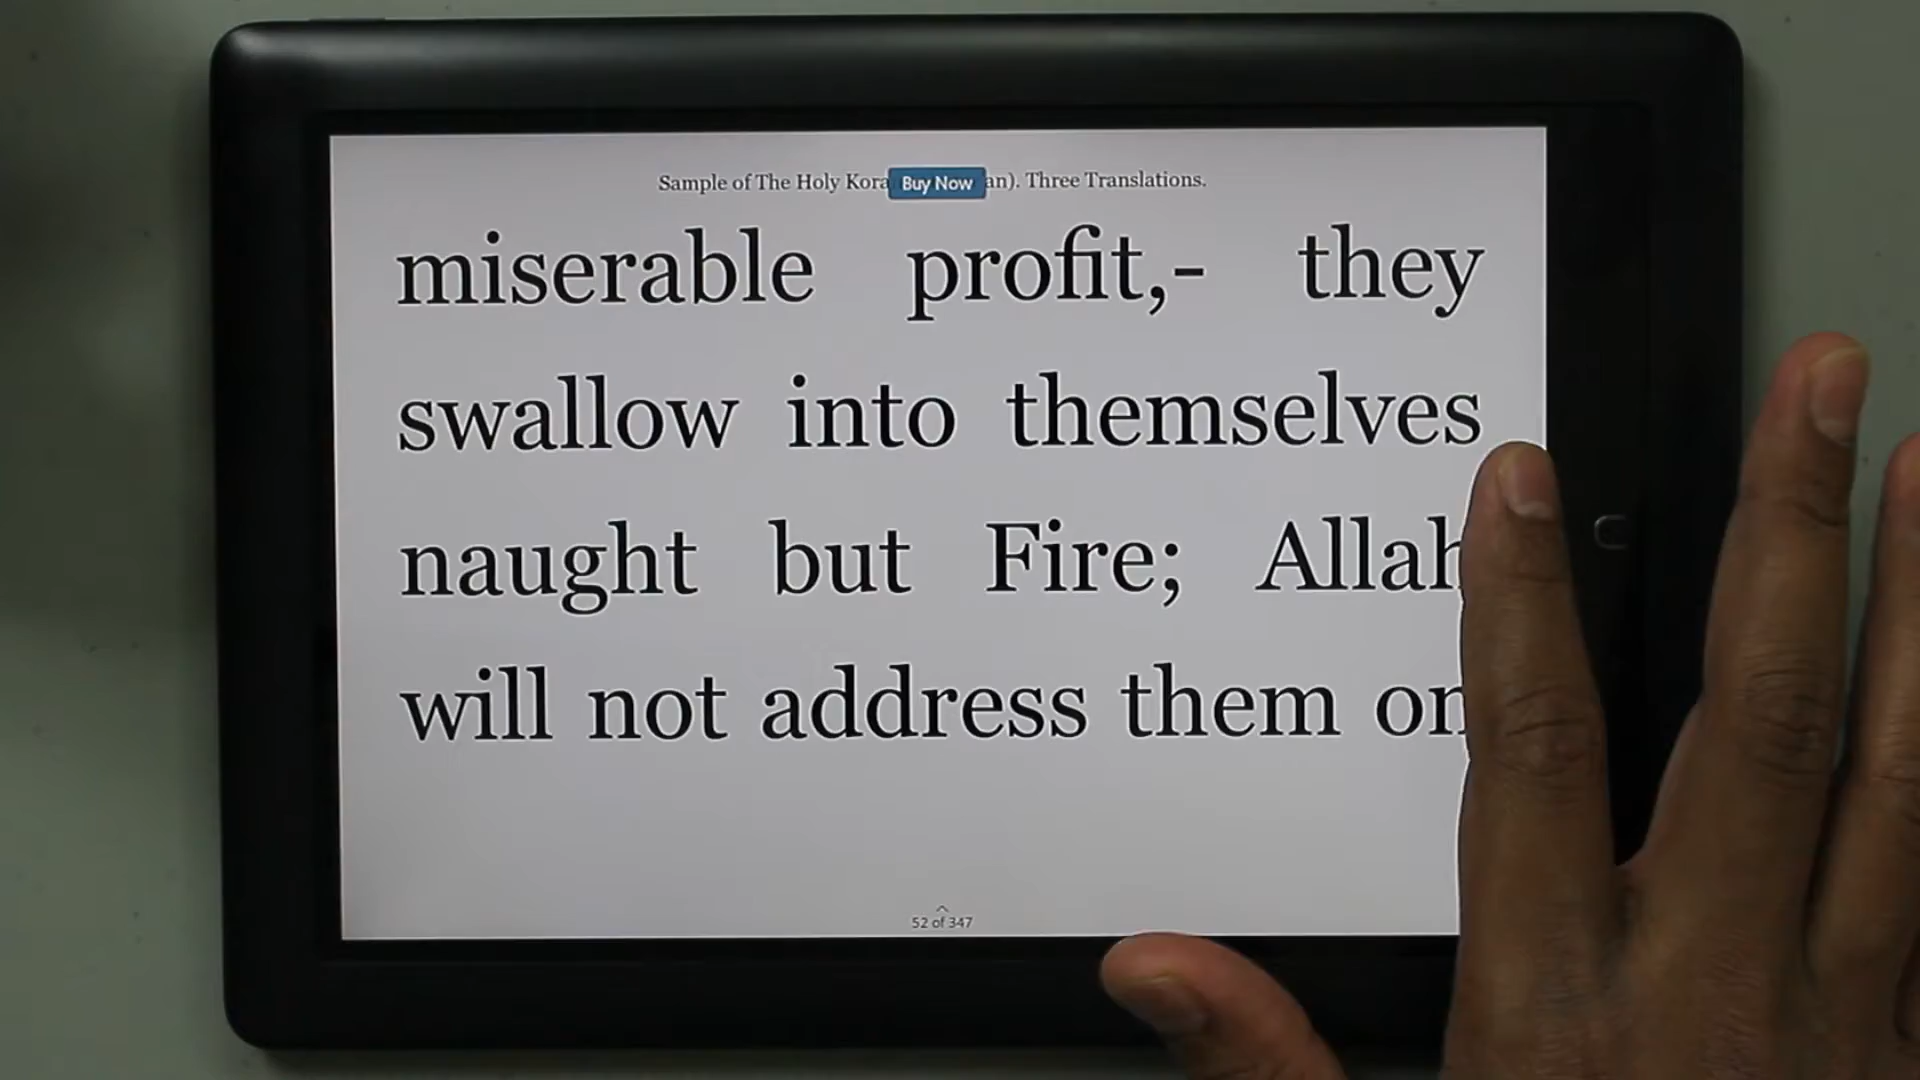 Sample of The Holy Kora Buy Now an). Three Translations.
miserable profit,- they
swallow into themselves
naught but Fire; Allah
will not address them on
52 of 347